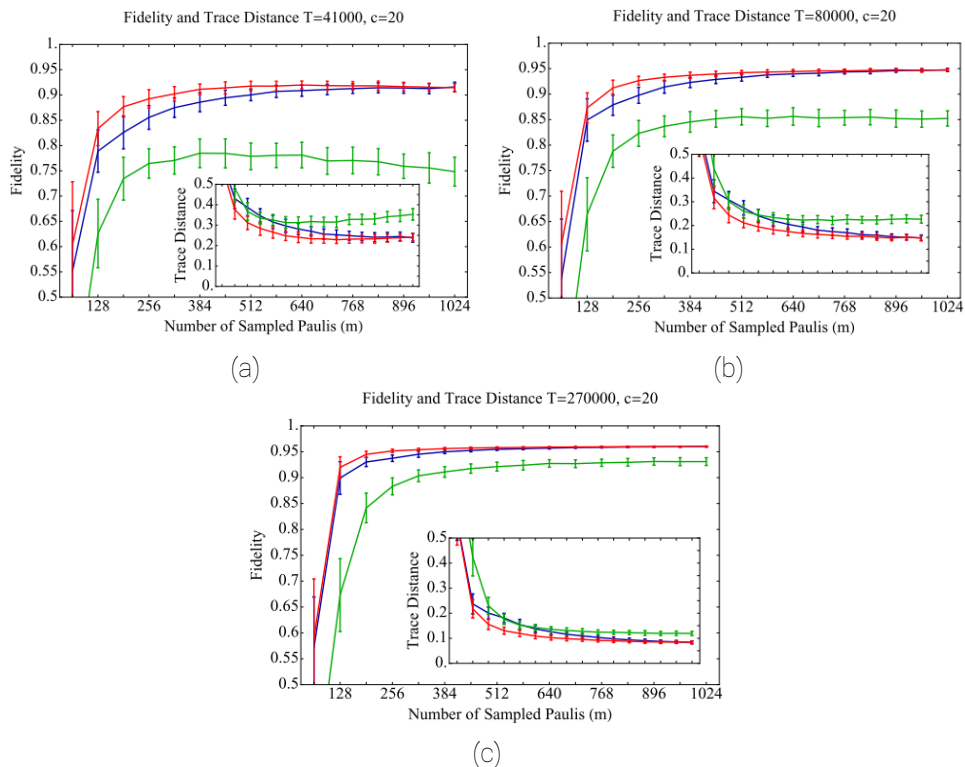 Fidelity and Trace Distance T=41000, c=20
1.
0.95
0.9
0.85
0.8
0.75
0.7
0.65
0.6
0.55
0.5
Fidelity
0.5
0.4
0.3
0.2
0.1
0.
Trace Distance
128 256 384 512 640 768 896 1024
Number of Sampled Paulis (m)
(a)
Fidelity and Trace Distance T=80000, c=20
1.
0.95
0.9
0.85
0.8
0.75
0.7
0.65
0.6
0.55
0.5
Fidelity
0.5
0.4
0.3
0.2
0.1
0.
Trace Distance
128 256 384 512 640 768 896 1024
Number of Sampled Paulis (m)
(b)
Fidelity and Trace Distance T=270000, c=20
1.
0.95
0.9
0.85
0.8
0.75
0.7
0.65
0.6
0.55
0.5
Fidelity
0.5
0.4
0.3
0.2
0.1
0.
Trace Distance
128 256 384 512 640 768 896 1024
Number of Sampled Paulis (m)
(c)